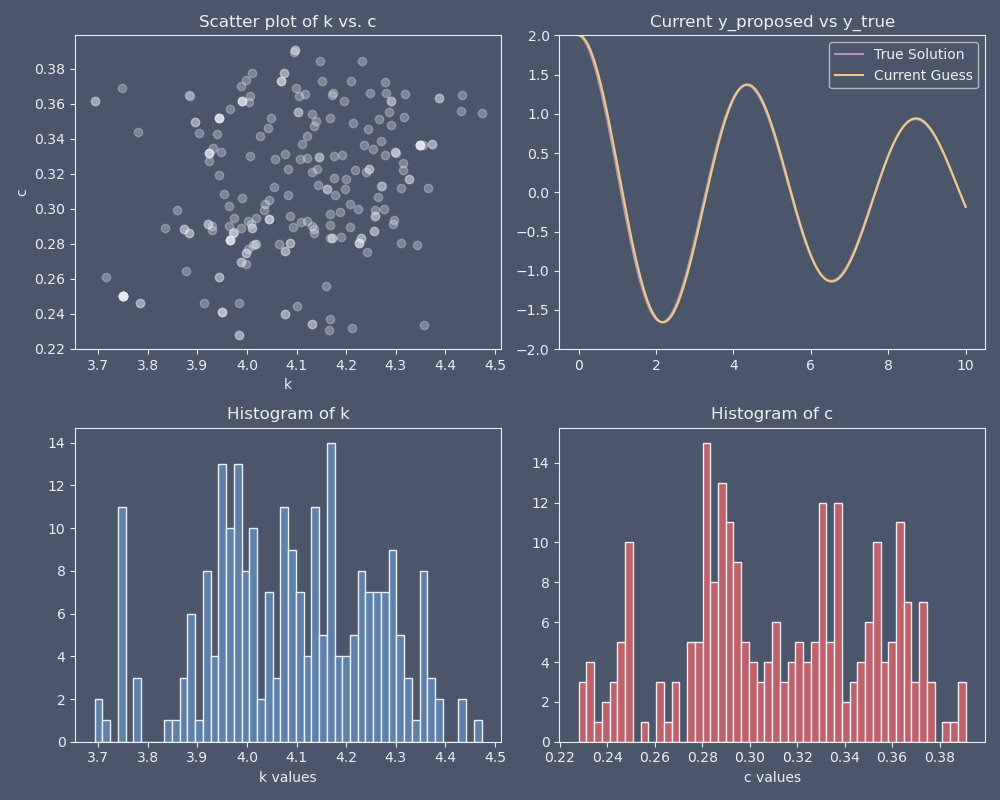 Scatter plot of k vs. c
0.38
0.36
0.34
0.32
0.30
0.28
0.26
0.24
0.22
c
3.7 3.8 3.9 4.0 4.1 4.2 4.3 4.4 4.5
k
Current y_proposed vs y_true
True Solution
Current Guess
2.0
1.5
1.0
0.5
0.0
−0.5
−1.0
−1.5
−2.0
0 2 4 6 8 10
Histogram of k
14
12
10
8
6
4
2
0
3.7 3.8 3.9 4.0 4.1 4.2 4.3 4.4 4.5
k values
Histogram of c
14
12
10
8
6
4
2
0
0.22 0.24 0.26 0.28 0.30 0.32 0.34 0.36 0.38
c values